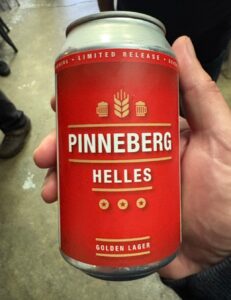 • LIMITED RELEASE •
PINNEBERG
HELLES
GOLDEN LAGER